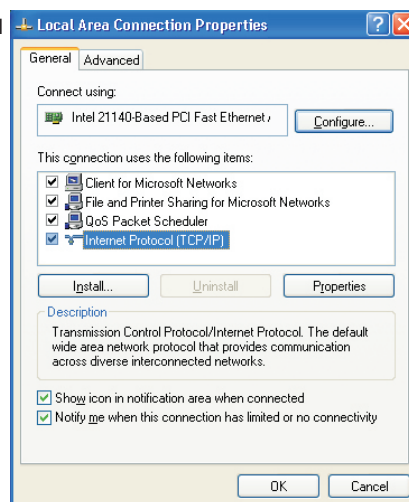 Local Area Connection Properties
General
Advanced
Connect using:
Intel 21140-Based PCI Fast Ethernet
Configure...
This connection uses the following items:
Client for Microsoft Networks
File and Printer Sharing for Microsoft Networks
QoS Packet Scheduler
Internet Protocol (TCP/IP)
Install...
Uninstall
Properties
Description
Transmission Control Protocol/Internet Protocol. The default
wide area network protocol that provides communication
across diverse interconnected networks.
Show icon in notification area when connected
Notify me when this connection has limited or no connectivity
OK
Cancel